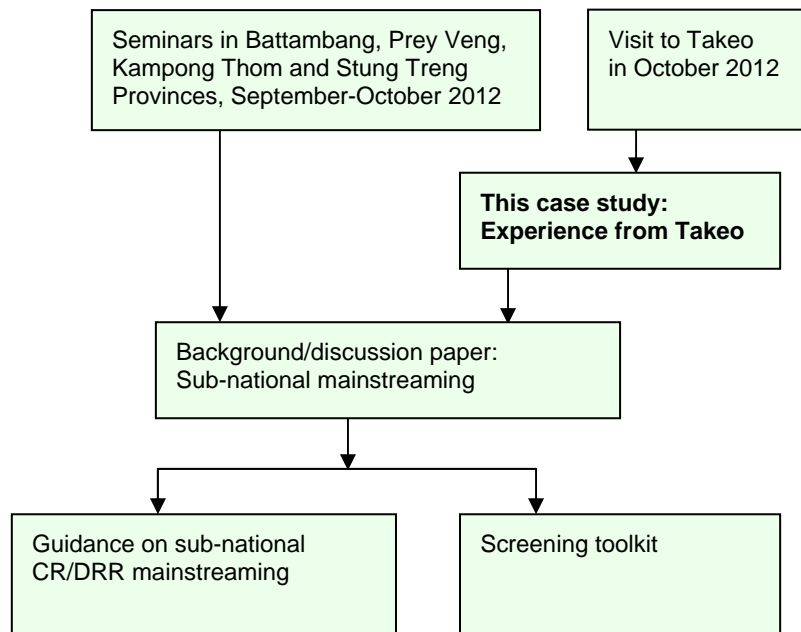 Seminars in Battambang, Prey Veng,
Kampong Thom and Stung Treng
Provinces, September-October 2012
Visit to Takeo
in October 2012
This case study:
Experience from Takeo
Background/discussion paper:
Sub-national mainstreaming
Guidance on sub-national
CR/DRR mainstreaming
Screening toolkit